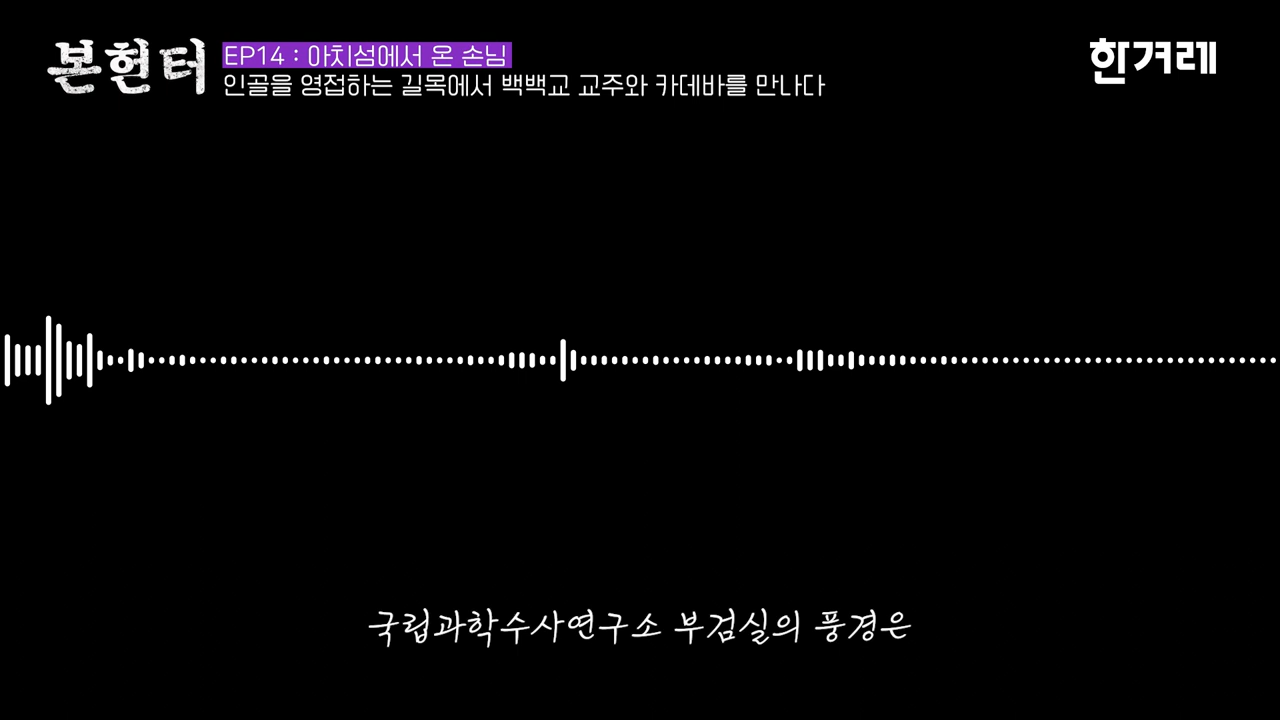 본헌터
EP14 : 아치섬에서 온 손님
인골을 영접하는 길목에서 백백교 교주와 카데바를 만나다
한겨레
국립과학수사연구소 부검실의 풍경은